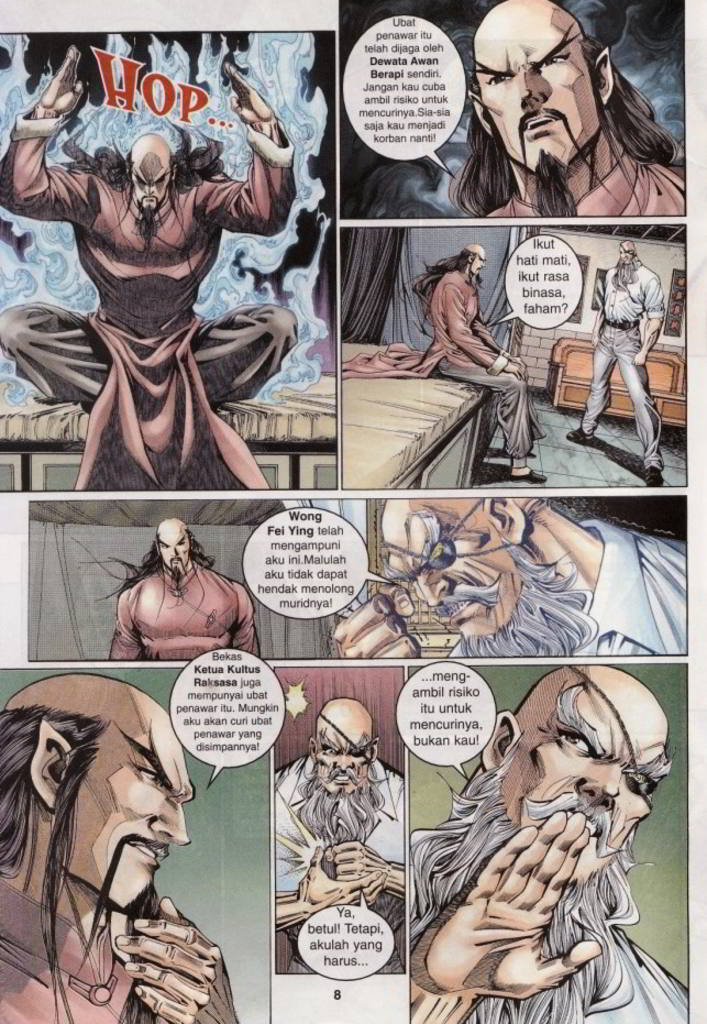 HOP...
Ubat
penawar itu
telah dijaga oleh
Dewata Awan
Berapi sendiri.
Jangan kau cuba
ambil risiko untuk
mencurinya.Sia-sia
saja kau menjadi
korban nanti!
Ikut
hati mati,
ikut rasa
binasa,
faham?
Wong
Fei Ying telah
mengampuni
aku ini.Malulah
aku tidak dapat
hendak menolong
muridnya!
Bekas
Ketua Kultus
Raksasa juga
mempunyai ubat
penawar itu. Mungkin
aku akan curi ubat
penawar yang
disimpannya!
Ya,
betul! Tetapi,
akulah yang
harus...
...meng-
ambil risiko
itu untuk
mencurinya,
bukan kau!
8